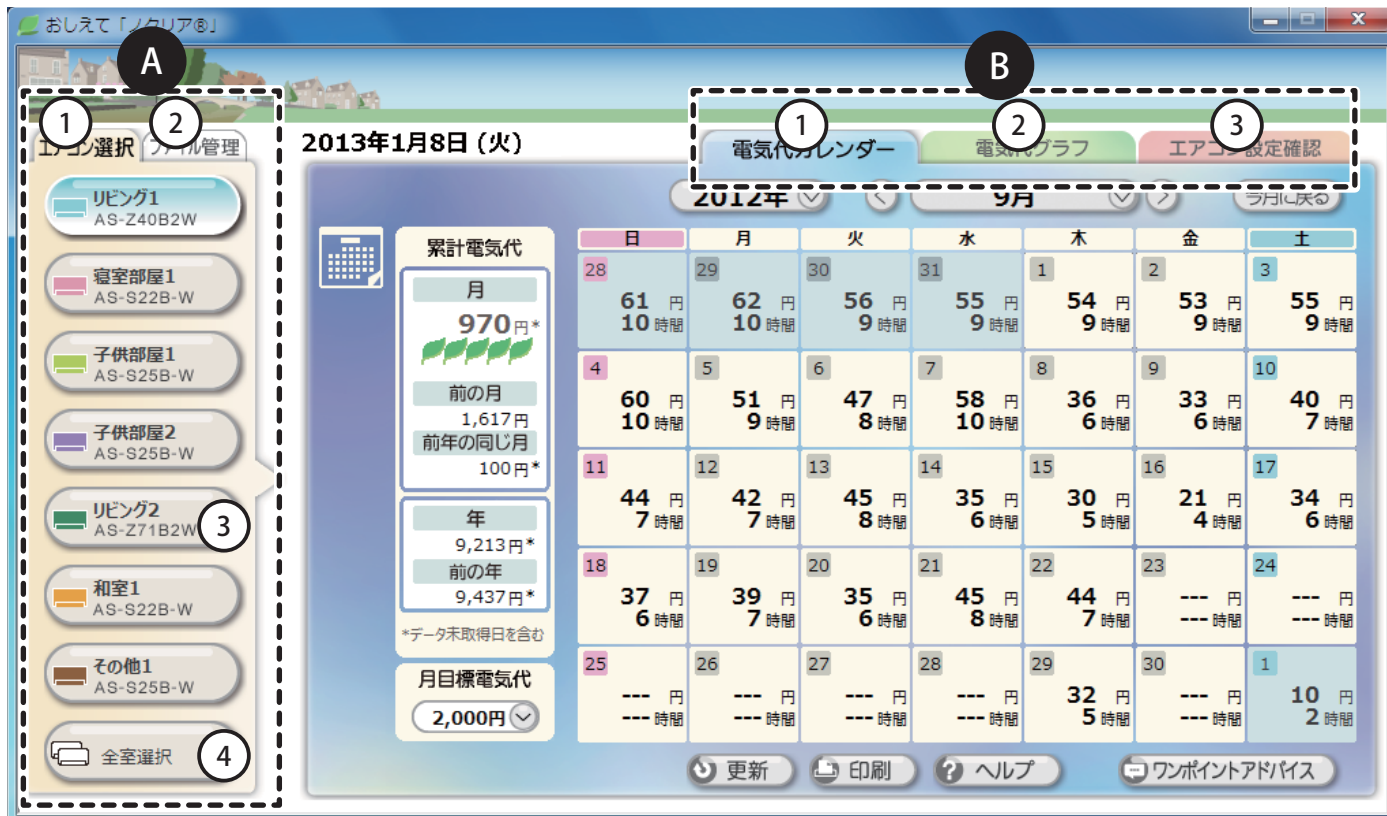 おしえて「ノクリア®」
A
B
1
2
1
2
3
エアコン選択 ファイル管理
2013年1月8日 (火)
電気代カレンダー 電気代グラフ エアコン設定確認
リビング1
AS-Z40B2W
寝室部屋1
AS-S22B-W
子供部屋1
AS-S25B-W
子供部屋2
AS-S25B-W
リビング2
AS-Z71B2W
3
和室1
AS-S22B-W
その他1
AS-S25B-W
全室選択
4
2012年 < 9月 > 今月に戻る
累計電気代
月
970円*
前の月
1,617円
前年の同じ月
100円*
年
9,213円*
前の年
9,437円*
*データ未取得日を含む
月目標電気代
2,000円
日 月 火 水 木 金 土
28 29 30 31 1 2 3
61 円 62 円 56 円 55 円 54 円 53 円 55 円
10 時間 10 時間 9 時間 9 時間 9 時間 9 時間 9 時間
4 5 6 7 8 9 10
60 円 51 円 47 円 58 円 36 円 33 円 40 円
10 時間 9 時間 8 時間 10 時間 6 時間 6 時間 7 時間
11 12 13 14 15 16 17
44 円 42 円 45 円 35 円 30 円 21 円 34 円
7 時間 7 時間 8 時間 6 時間 5 時間 4 時間 6 時間
18 19 20 21 22 23 24
37 円 39 円 35 円 45 円 44 円 --- 円 --- 円
6 時間 7 時間 6 時間 8 時間 7 時間 --- 時間 --- 時間
25 26 27 28 29 30 1
--- 円 --- 円 --- 円 --- 円 32 円 --- 円 10 円
--- 時間 --- 時間 --- 時間 --- 時間 5 時間 --- 時間 2 時間
更新 印刷 ? ヘルプ ワンポイントアドバイス